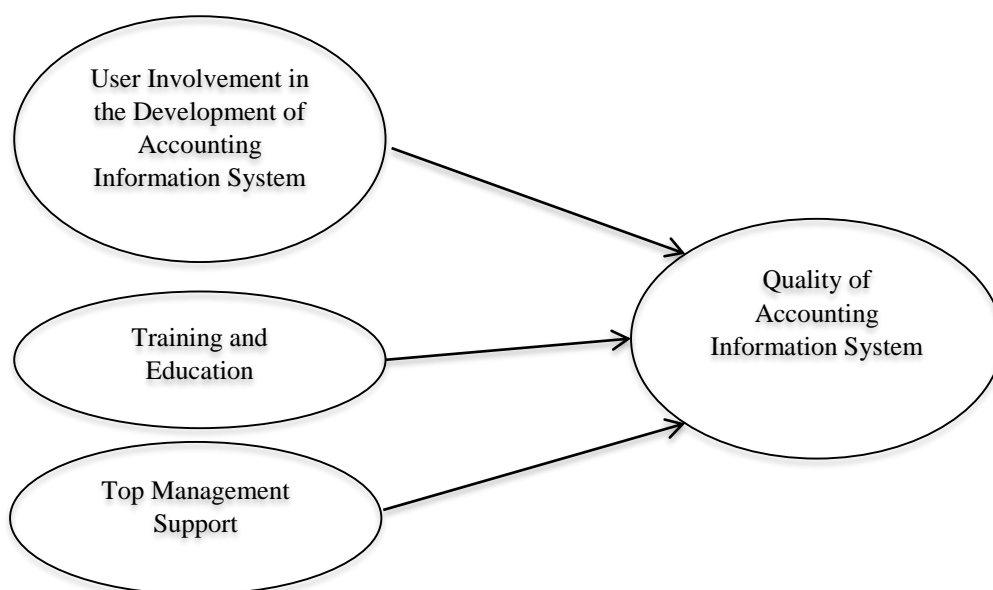 User Involvement in
the Development of
Accounting
Information System
Training and
Education
Top Management
Support
Quality of
Accounting
Information System